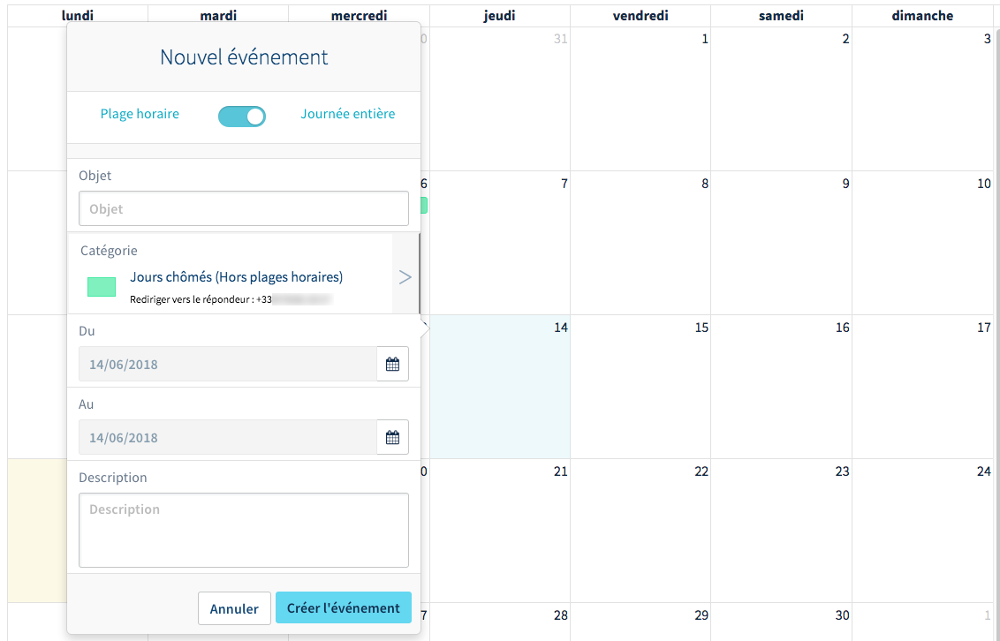 lundi mardi mercredi jeudi vendredi samedi dimanche
0 31 1 2 3
Nouvel événement
Plage horaire Journée entière
Objet
Objet
6 7 8 9 10
Catégorie
Jours chômés (Hors plages horaires)
>
Rediriger vers le répondeur : +33
Du
14/06/2018
14 15 16 17
Au
14/06/2018
Description
Description
0 21 22 23 24
Annuler Créer l'événement
7 28 29 30 1